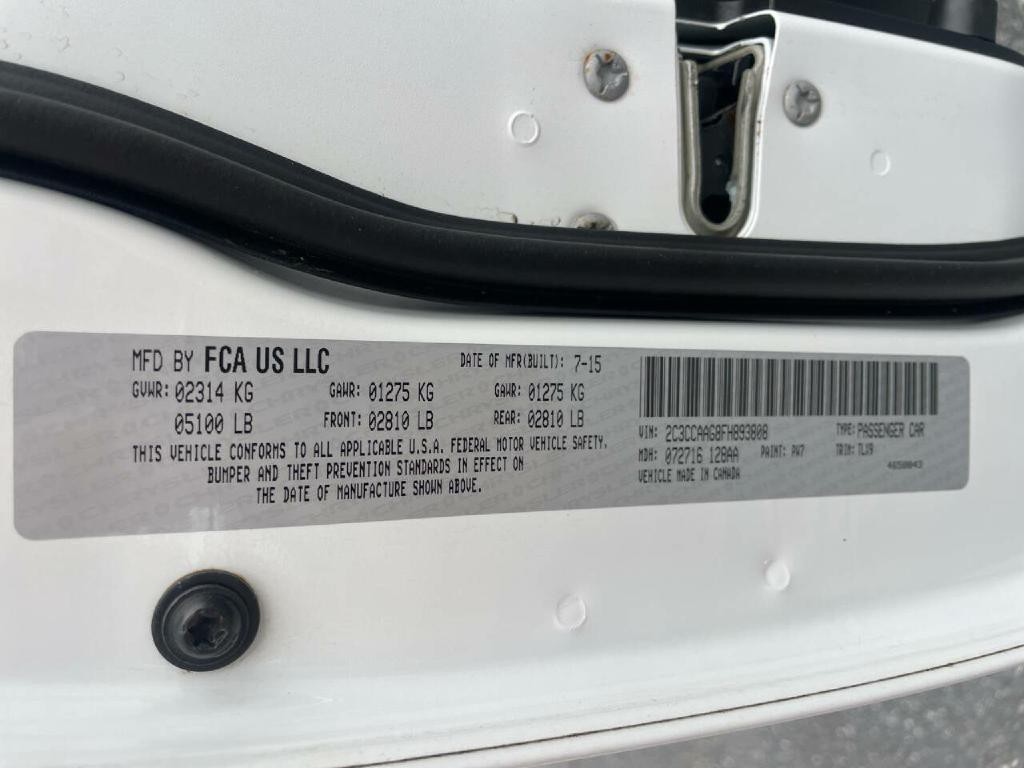 MFD BY FCA US LLC DATE OF MFR(BUILT): 7-15
GVWR: 02314 KG GAWR: 01275 KG GAWR: 01275 KG
05100 LB FRONT: 02810 LB REAR: 02810 LB
THIS VEHICLE CONFORMS TO ALL APPLICABLE U.S.A. FEDERAL MOTOR VEHICLE SAFETY,
BUMPER AND THEFT PREVENTION STANDARDS IN EFFECT ON
THE DATE OF MANUFACTURE SHOWN ABOVE.
VIN: 2C3CCAAG8FH893808 TYPE: PASSENGER CAR
MDH: 072716 128AA PAINT: PW7 TRIM: TLX9
VEHICLE MADE IN CANADA 4650043